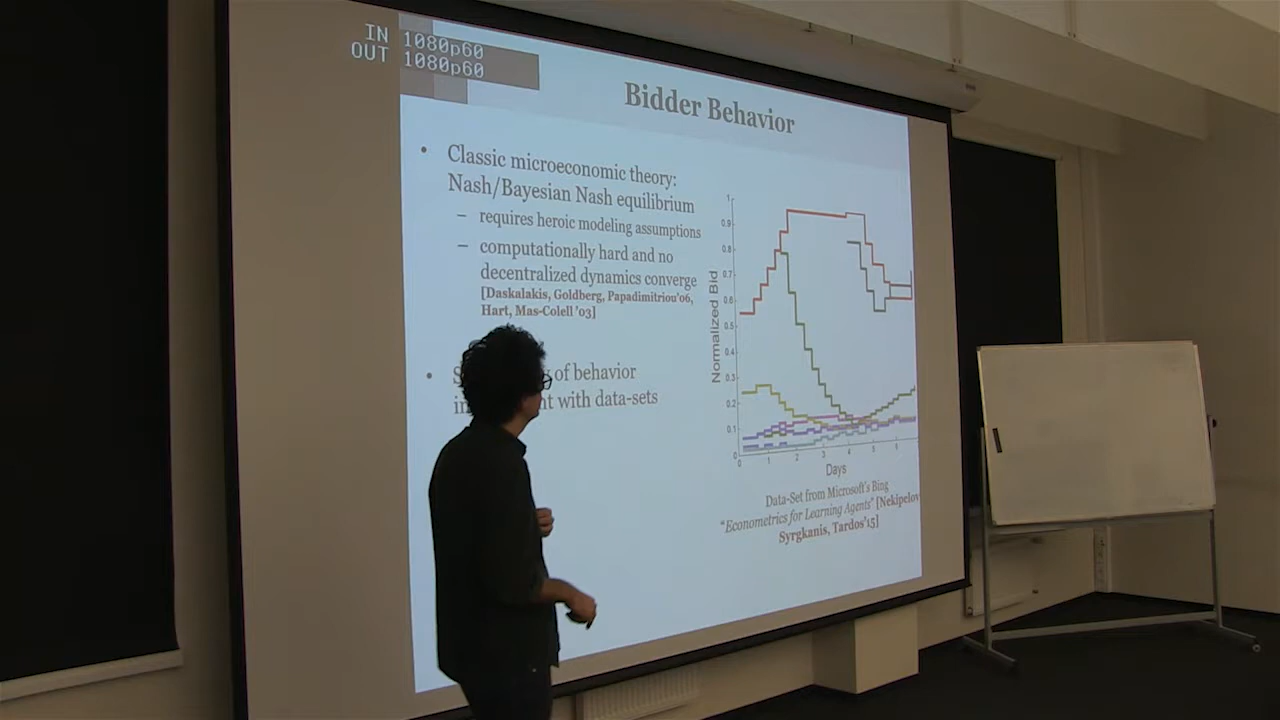 IN 1080p60
OUT 1080p60
Bidder Behavior
• Classic microeconomic theory:
Nash/Bayesian Nash equilibrium
– requires heroic modeling assumptions
– computationally hard and no
decentralized dynamics converge
[Daskalakis, Goldberg, Papadimitriou'06,
Hart, Mas-Colell '03]
• of behavior
with data-sets
Normalized Bid
1
0.9
0.8
0.7
0.6
0.5
0.4
0.3
0.2
0.1
0
0 1 2 3 4 5 6
Days
Data-Set from Microsoft's Bing
"Econometrics for Learning Agents" [Nekipelov
Syrgkanis, Tardos'15]